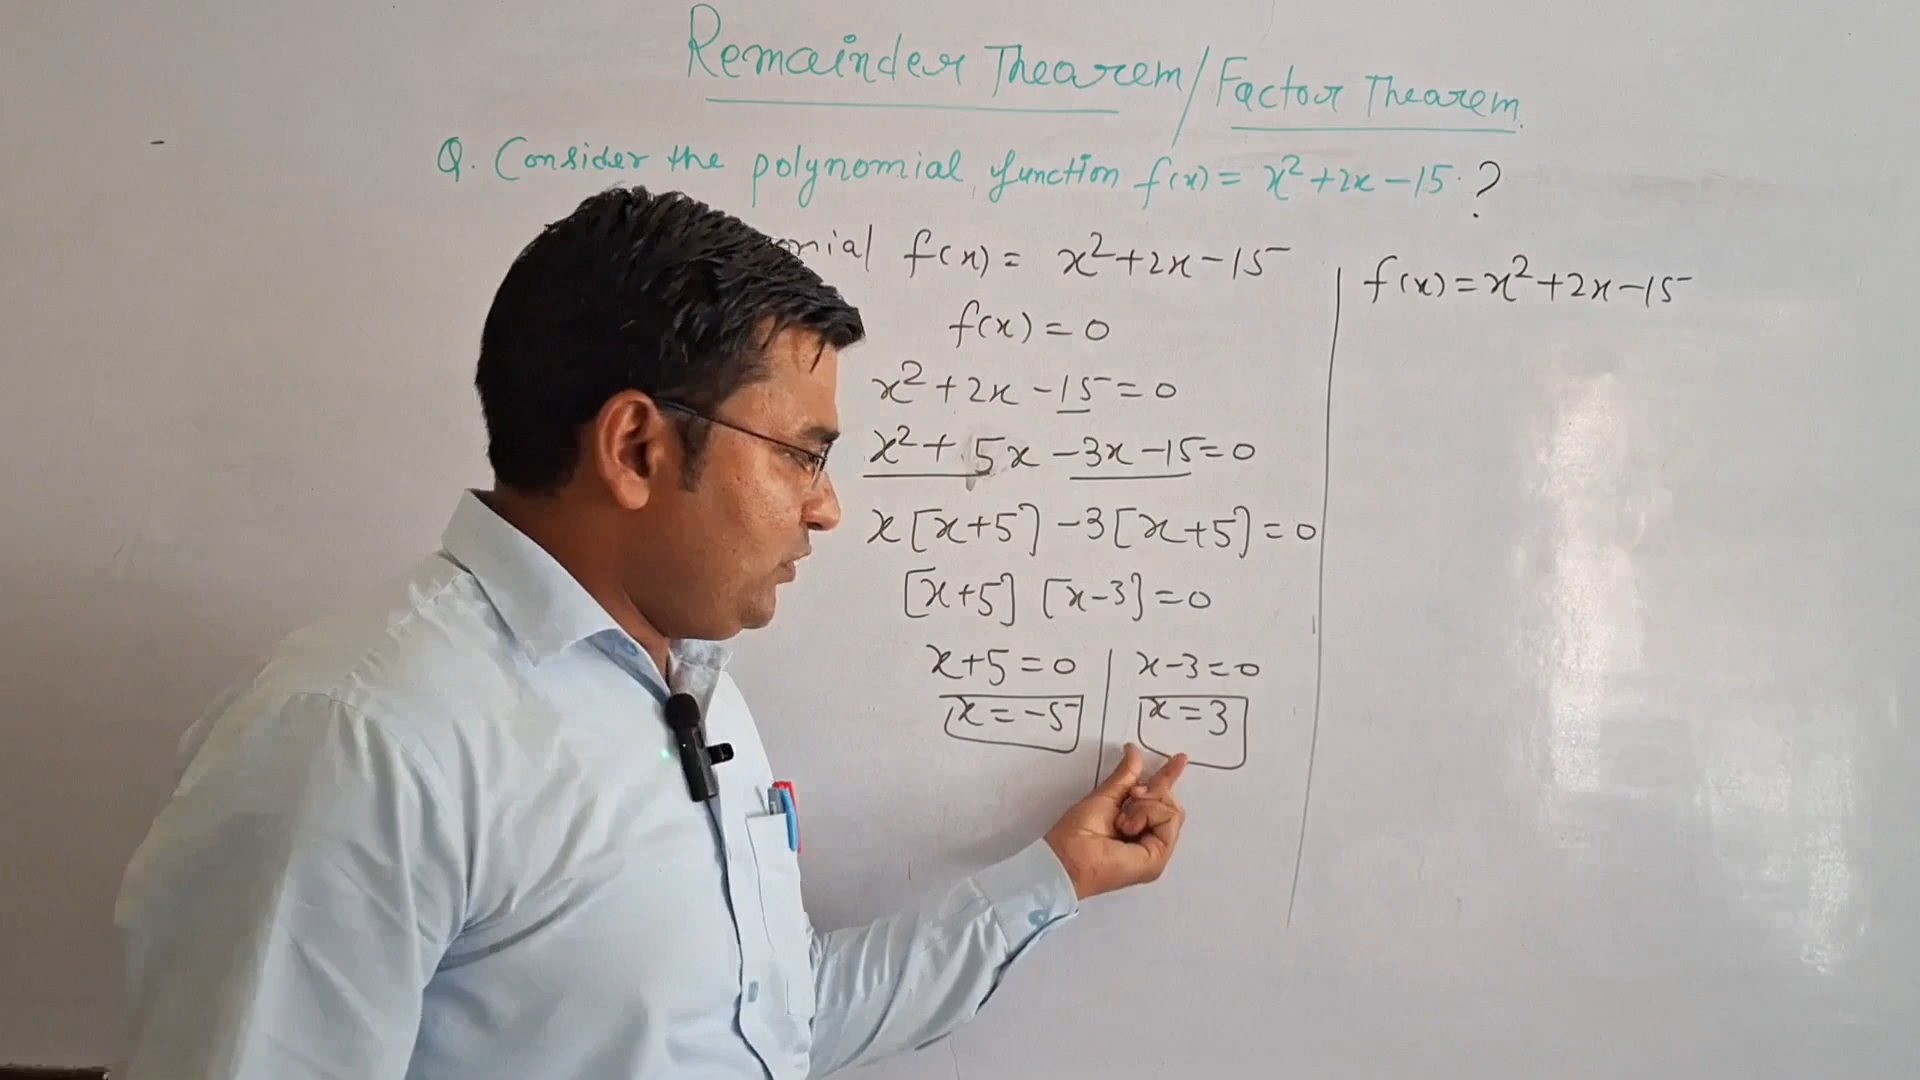 Remainder Thearem/Factor Thearem.
Q. Consider the polynomial function f(x) = x²+2x-15. ?
f(x) = x²+2x-15
f(x) = 0
x²+2x-15=0
x²+5x-3x-15=0
x[x+5]-3[x+5]=0
[x+5] [x-3]=0
x+5=0 | x-3=0
x=-5 | x=3
f(x)=x²+2x-15